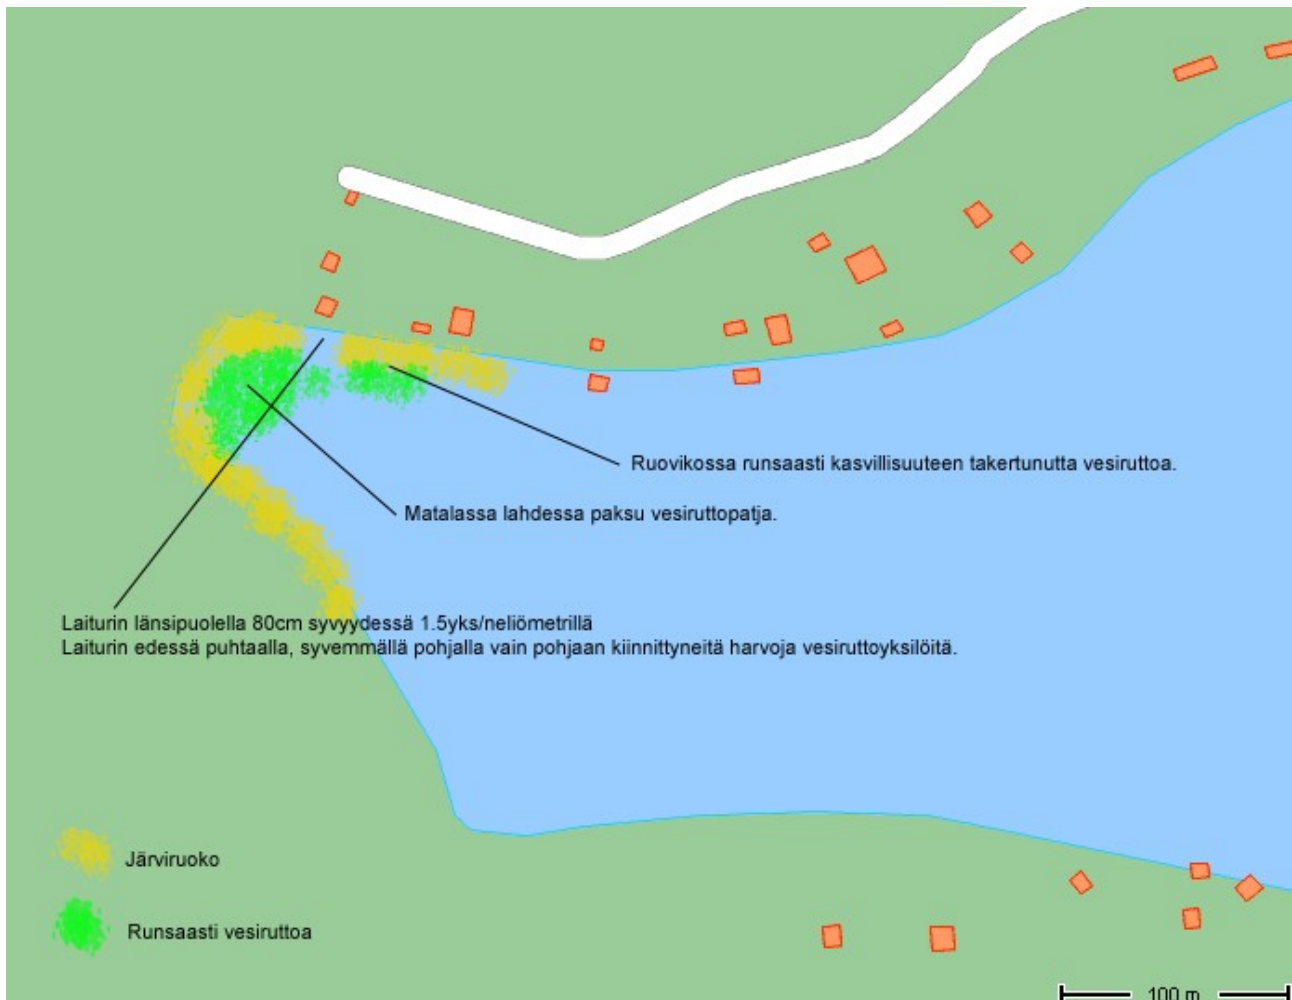 Ruovikossa runsaasti kasvillisuuteen takertunutta vesiruttoa.
Matalassa lahdessa paksu vesiruttopatja.
Laiturin länsipuolella 80cm syvyydessä 1.5yks/neliömetrillä
Laiturin edessä puhtaalla, syvemmällä pohjalla vain pohjaan kiinnittyneitä harvoja vesiruttoyksilöitä.
Järviruoko
Runsaasti vesiruttoa
100 m